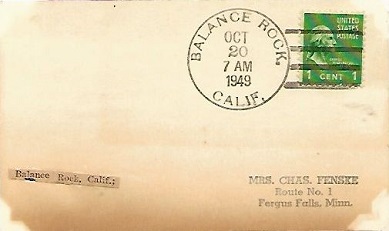 BALANCE ROCK.
OCT
20
7 AM
1949
CALIF.
UNITED
STATES
POSTAGE
1 CENT 1
Balance Rock, Calif.;
MRS. CHAS. FENSKE
Route No. 1
Fergus Falls, Minn.